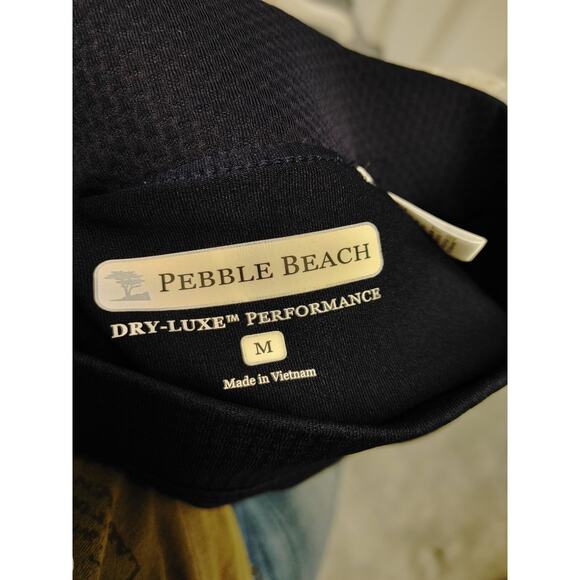 PEBBLE BEACH
DRY-LUXE™ PERFORMANCE
M
Made in Vietnam